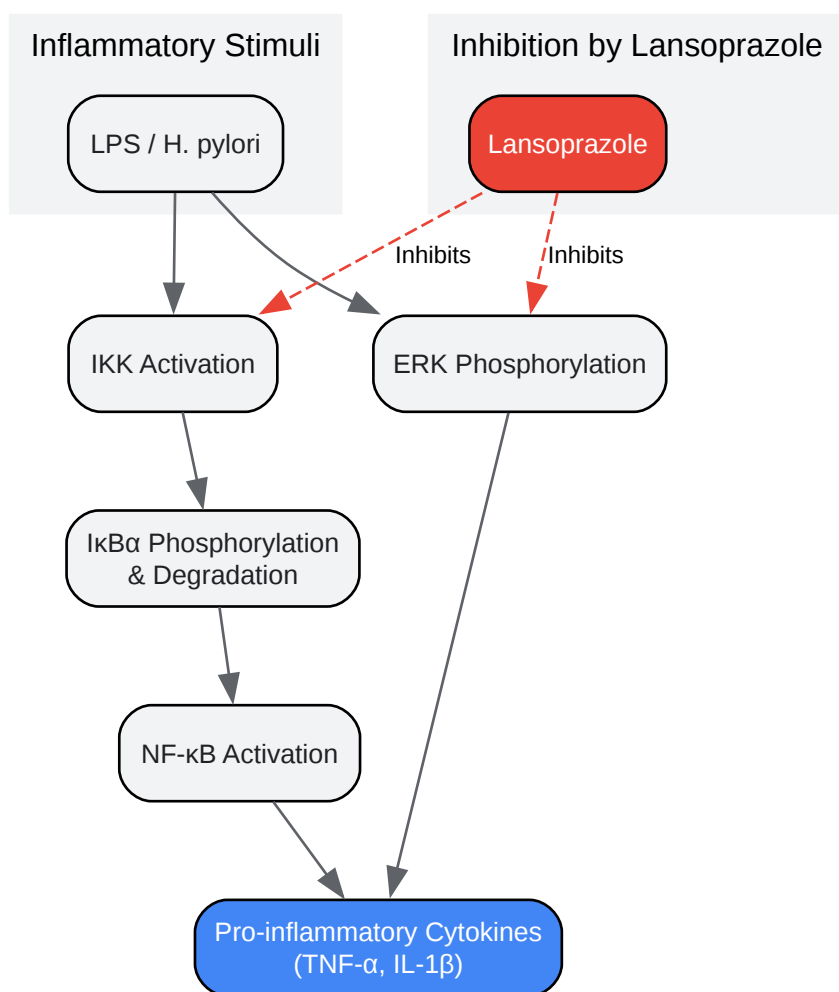 Inflammatory Stimuli
Inhibition by Lansoprazole
LPS / H. pylori
Lansoprazole
Inhibits
Inhibits
IKK Activation
ERK Phosphorylation
IκBα Phosphorylation
& Degradation
NF-κB Activation
Pro-inflammatory Cytokines
(TNF-α, IL-1β)